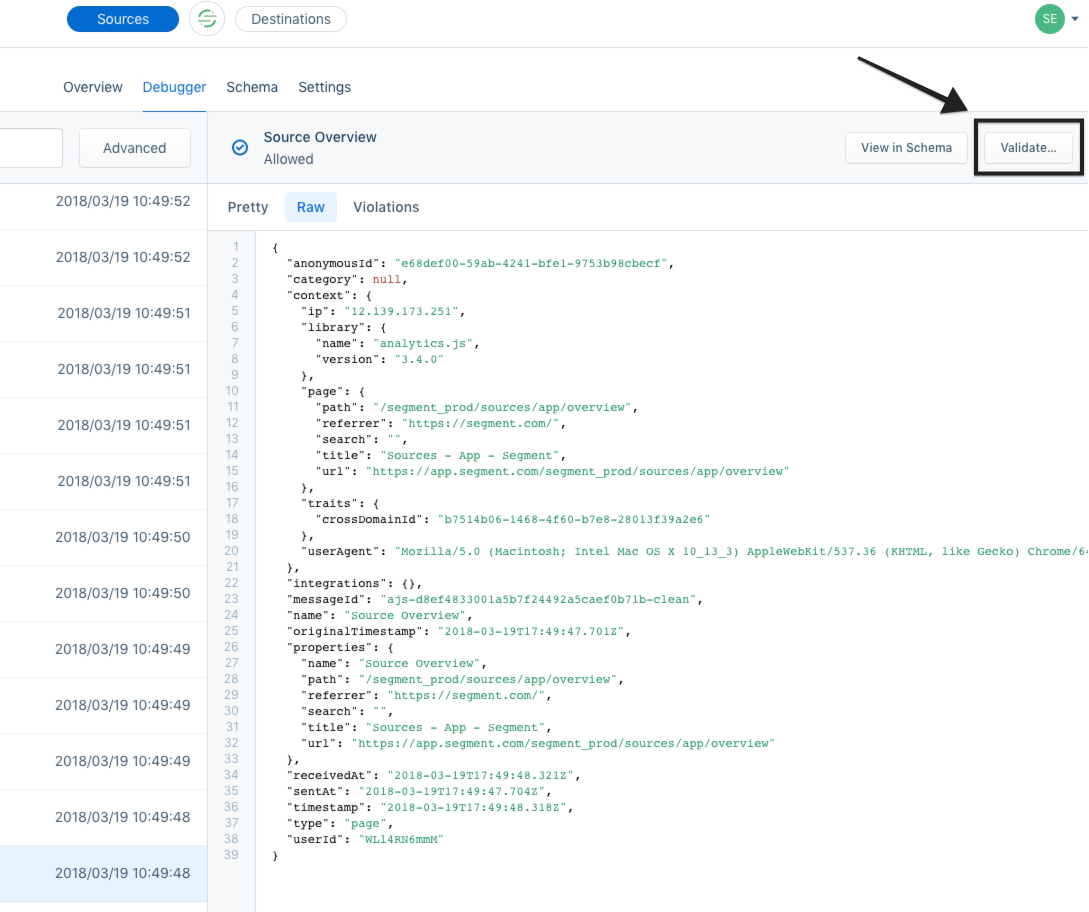 Sources
Destinations
SE
Overview
Debugger
Schema
Settings
Advanced
Source Overview
Allowed
View in Schema
Validate...
2018/03/19 10:49:52
2018/03/19 10:49:52
2018/03/19 10:49:51
2018/03/19 10:49:51
2018/03/19 10:49:51
2018/03/19 10:49:51
2018/03/19 10:49:50
2018/03/19 10:49:50
2018/03/19 10:49:49
2018/03/19 10:49:49
2018/03/19 10:49:49
2018/03/19 10:49:48
2018/03/19 10:49:48
Pretty
Raw
Violations
1 {
2 "anonymousId": "e68def00-59ab-4241-bfe1-9753b98cbecf",
3 "category": null,
4 "context": {
5 "ip": "12.139.173.251",
6 "library": {
7 "name": "analytics.js",
8 "version": "3.4.0"
9 },
10 "page": {
11 "path": "/segment_prod/sources/app/overview",
12 "referrer": "https://segment.com/",
13 "search": "",
14 "title": "Sources - App - Segment",
15 "url": "https://app.segment.com/segment_prod/sources/app/overview"
16 },
17 "traits": {
18 "crossDomainId": "b7514b06-1468-4f60-b7e8-28013f39a2e6"
19 },
20 "userAgent": "Mozilla/5.0 (Macintosh; Intel Mac OS X 10_13_3) AppleWebKit/537.36 (KHTML, like Gecko) Chrome/64
21 },
22 "integrations": {},
23 "messageId": "ajs-d8ef4833001a5b7f24492a5caef0b71b-clean",
24 "name": "Source Overview",
25 "originalTimestamp": "2018-03-19T17:49:47.701Z",
26 "properties": {
27 "name": "Source Overview",
28 "path": "/segment_prod/sources/app/overview",
29 "referrer": "https://segment.com/",
30 "search": "",
31 "title": "Sources - App - Segment",
32 "url": "https://app.segment.com/segment_prod/sources/app/overview"
33 },
34 "receivedAt": "2018-03-19T17:49:48.321Z",
35 "sentAt": "2018-03-19T17:49:47.704Z",
36 "timestamp": "2018-03-19T17:49:48.318Z",
37 "type": "page",
38 "userId": "WLl4RN6mmM"
39 }